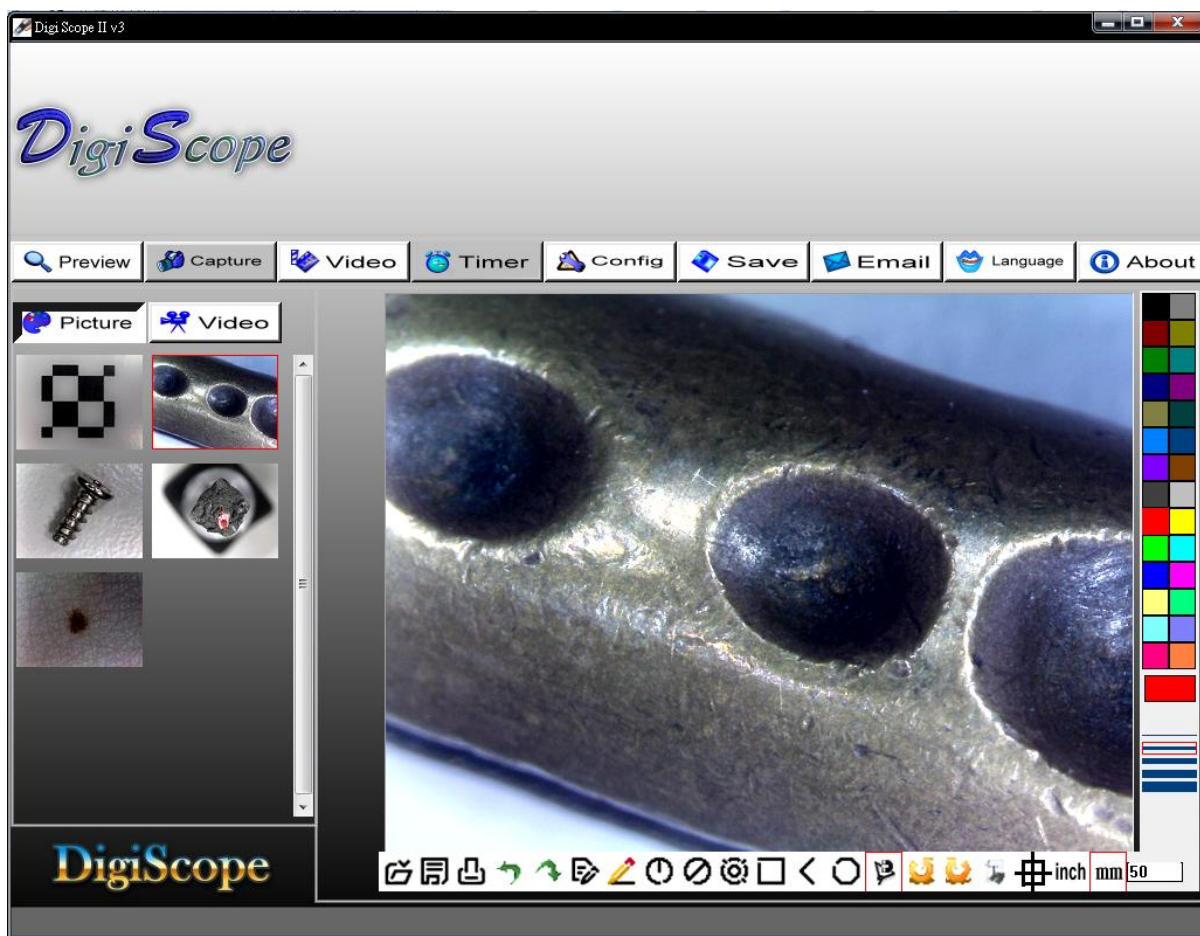 Digi Scope II v3
DigiScope
Preview
Capture
Video
Timer
Config
Save
Email
Language
About
Picture
Video
DigiScope
inch
mm
50